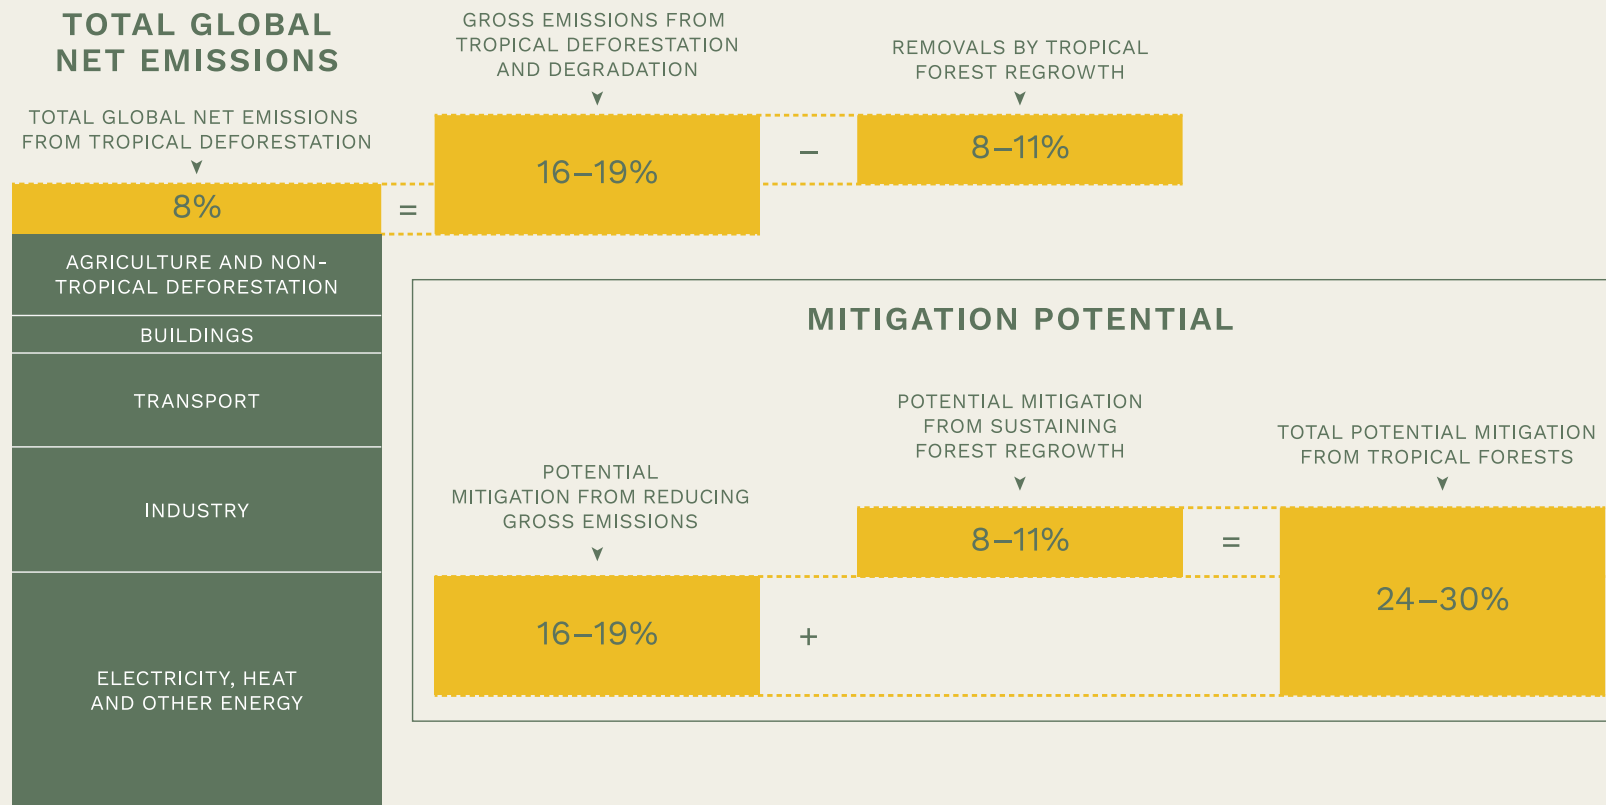 TOTAL GLOBAL
NET EMISSIONS
TOTAL GLOBAL NET EMISSIONS
FROM TROPICAL DEFORESTATION
8%
=
GROSS EMISSIONS FROM
TROPICAL DEFORESTATION
AND DEGRADATION
16–19%
–
REMOVALS BY TROPICAL
FOREST REGROWTH
8–11%
AGRICULTURE AND NON-
TROPICAL DEFORESTATION
BUILDINGS
TRANSPORT
INDUSTRY
ELECTRICITY, HEAT
AND OTHER ENERGY
MITIGATION POTENTIAL
POTENTIAL
MITIGATION FROM REDUCING
GROSS EMISSIONS
16–19%
+
POTENTIAL MITIGATION
FROM SUSTAINING
FOREST REGROWTH
8–11%
=
TOTAL POTENTIAL MITIGATION
FROM TROPICAL FORESTS
24–30%